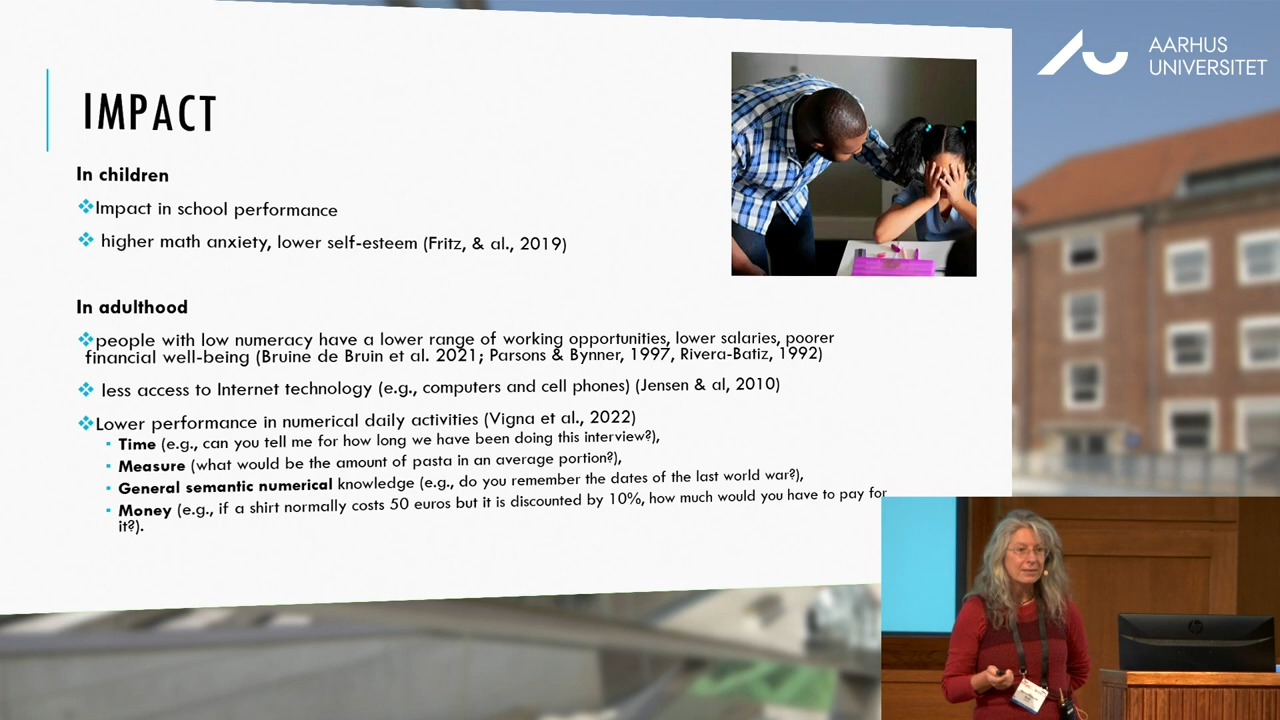 IMPACT
In children
Impact in school performance
higher math anxiety, lower self-esteem (Fritz, & al., 2019)
In adulthood
people with low numeracy have a lower range of working opportunities, lower salaries, poorer
financial well-being (Bruine de Bruin et al. 2021; Parsons & Bynner, 1997, Rivera-Batiz, 1992)
less access to Internet technology (e.g., computers and cell phones) (Jensen & al, 2010)
Lower performance in numerical daily activities (Vigna et al., 2022)
Time (e.g., can you tell me for how long we have been doing this interview?),
Measure (what would be the amount of pasta in an average portion?),
General semantic numerical knowledge (e.g., do you remember the dates of the last world war?),
Money (e.g., if a shirt normally costs 50 euros but it is discounted by 10%, how much would you have to pay for
it?).
AARHUS
UNIVERSITET
hp